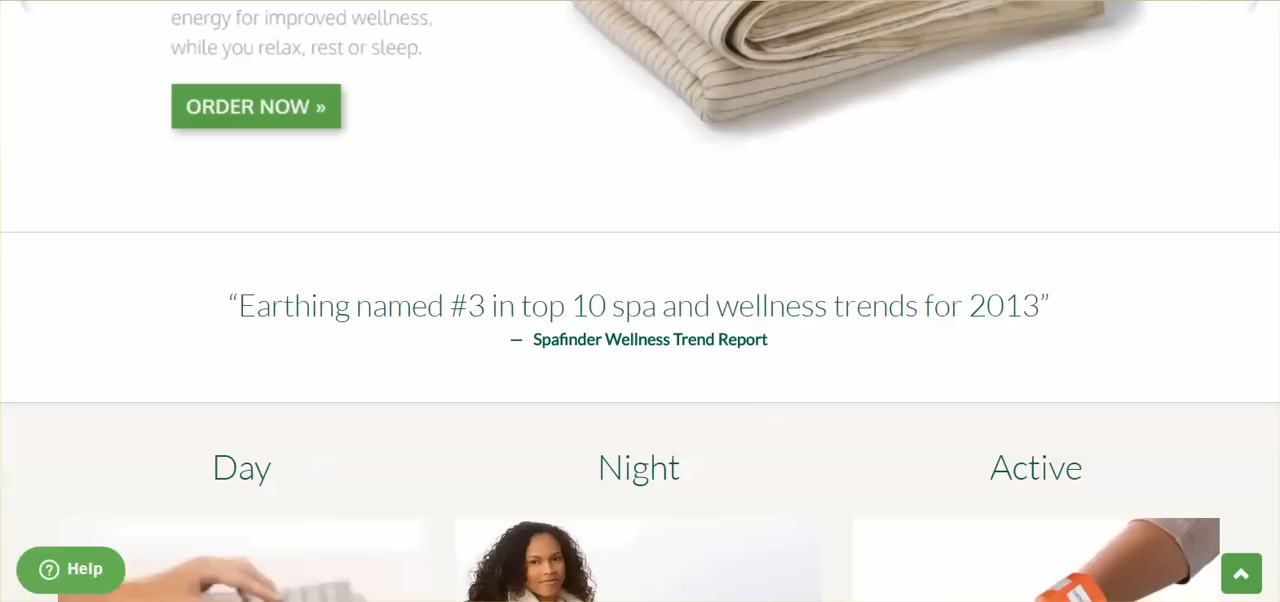 energy for improved wellness,
while you relax, rest or sleep.
ORDER NOW »
“Earthing named #3 in top 10 spa and wellness trends for 2013”
— Spafinder Wellness Trend Report
Day
Night
Active
Help